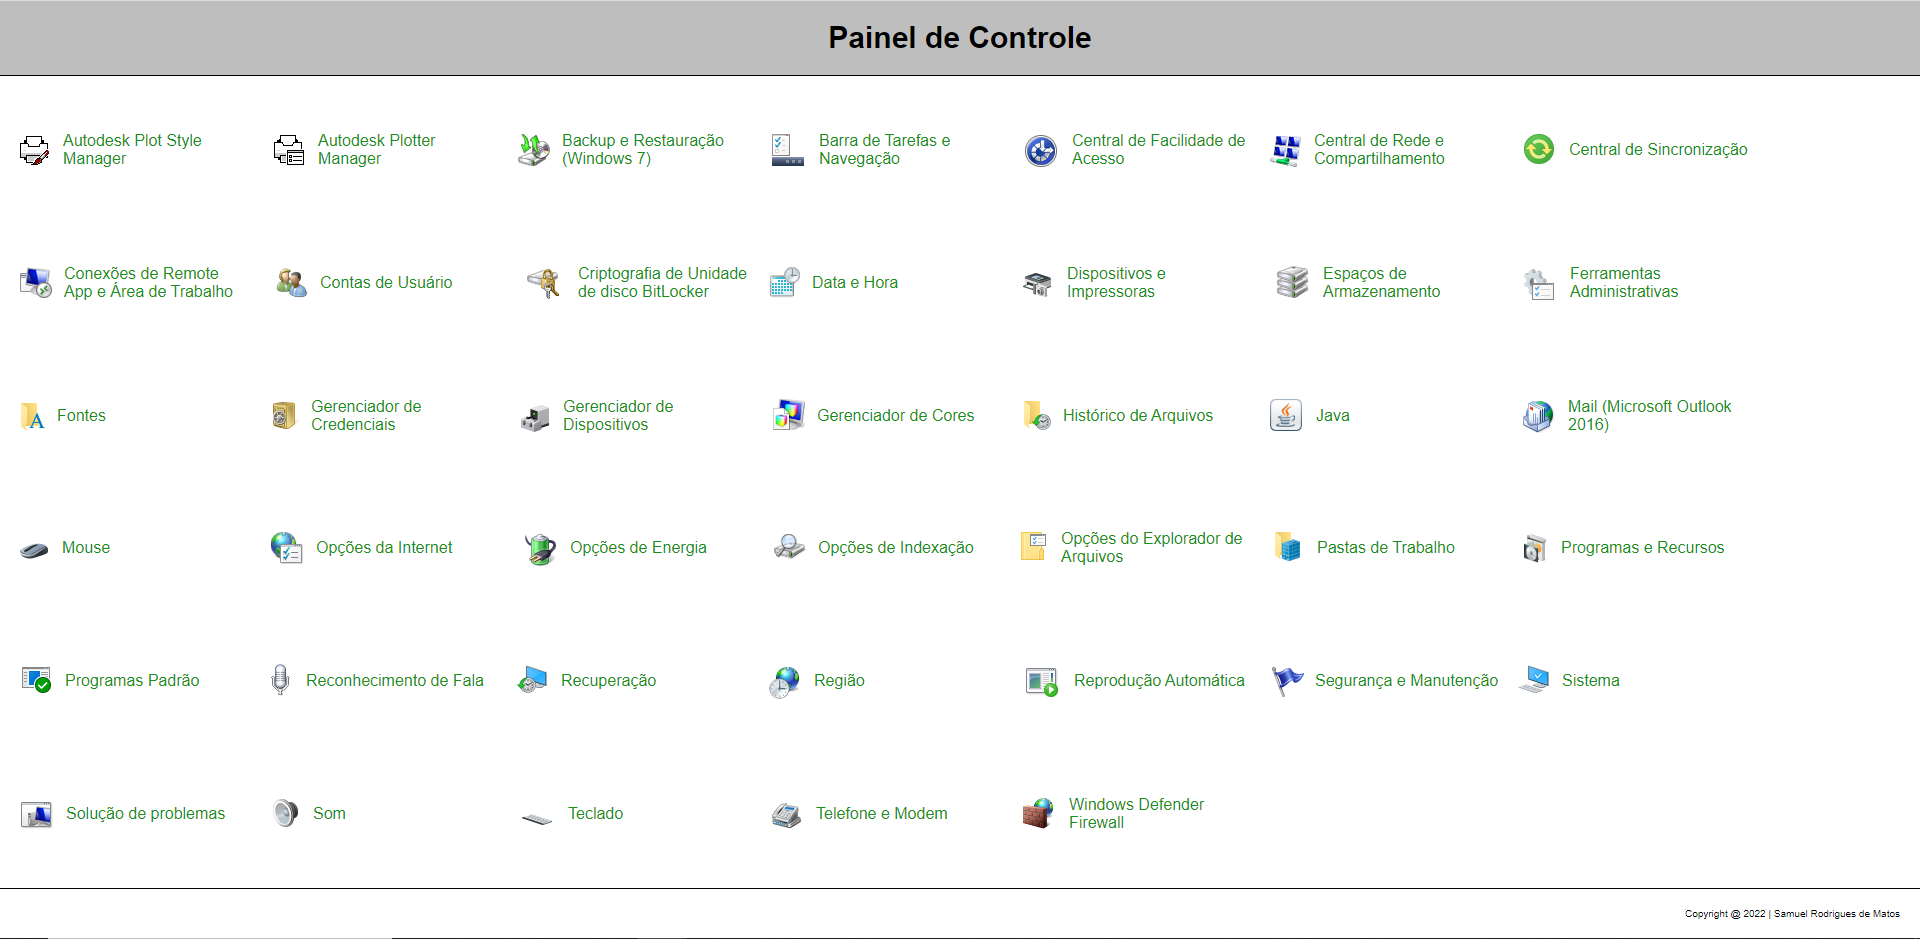 Painel de Controle
Autodesk Plot Style
Manager
Autodesk Plotter
Manager
Backup e Restauração
(Windows 7)
Barra de Tarefas e
Navegação
Central de Facilidade de
Acesso
Central de Rede e
Compartilhamento
Central de Sincronização
Conexões de Remote
App e Área de Trabalho
Contas de Usuário
Criptografia de Unidade
de disco BitLocker
Data e Hora
Dispositivos e
Impressoras
Espaços de
Armazenamento
Ferramentas
Administrativas
Fontes
Gerenciador de
Credenciais
Gerenciador de
Dispositivos
Gerenciador de Cores
Histórico de Arquivos
Java
Mail (Microsoft Outlook
2016)
Mouse
Opções da Internet
Opções de Energia
Opções de Indexação
Opções do Explorador de
Arquivos
Pastas de Trabalho
Programas e Recursos
Programas Padrão
Reconhecimento de Fala
Recuperação
Região
Reprodução Automática
Segurança e Manutenção
Sistema
Solução de problemas
Som
Teclado
Telefone e Modem
Windows Defender
Firewall
Copyright @ 2022 | Samuel Rodrigues de Matos